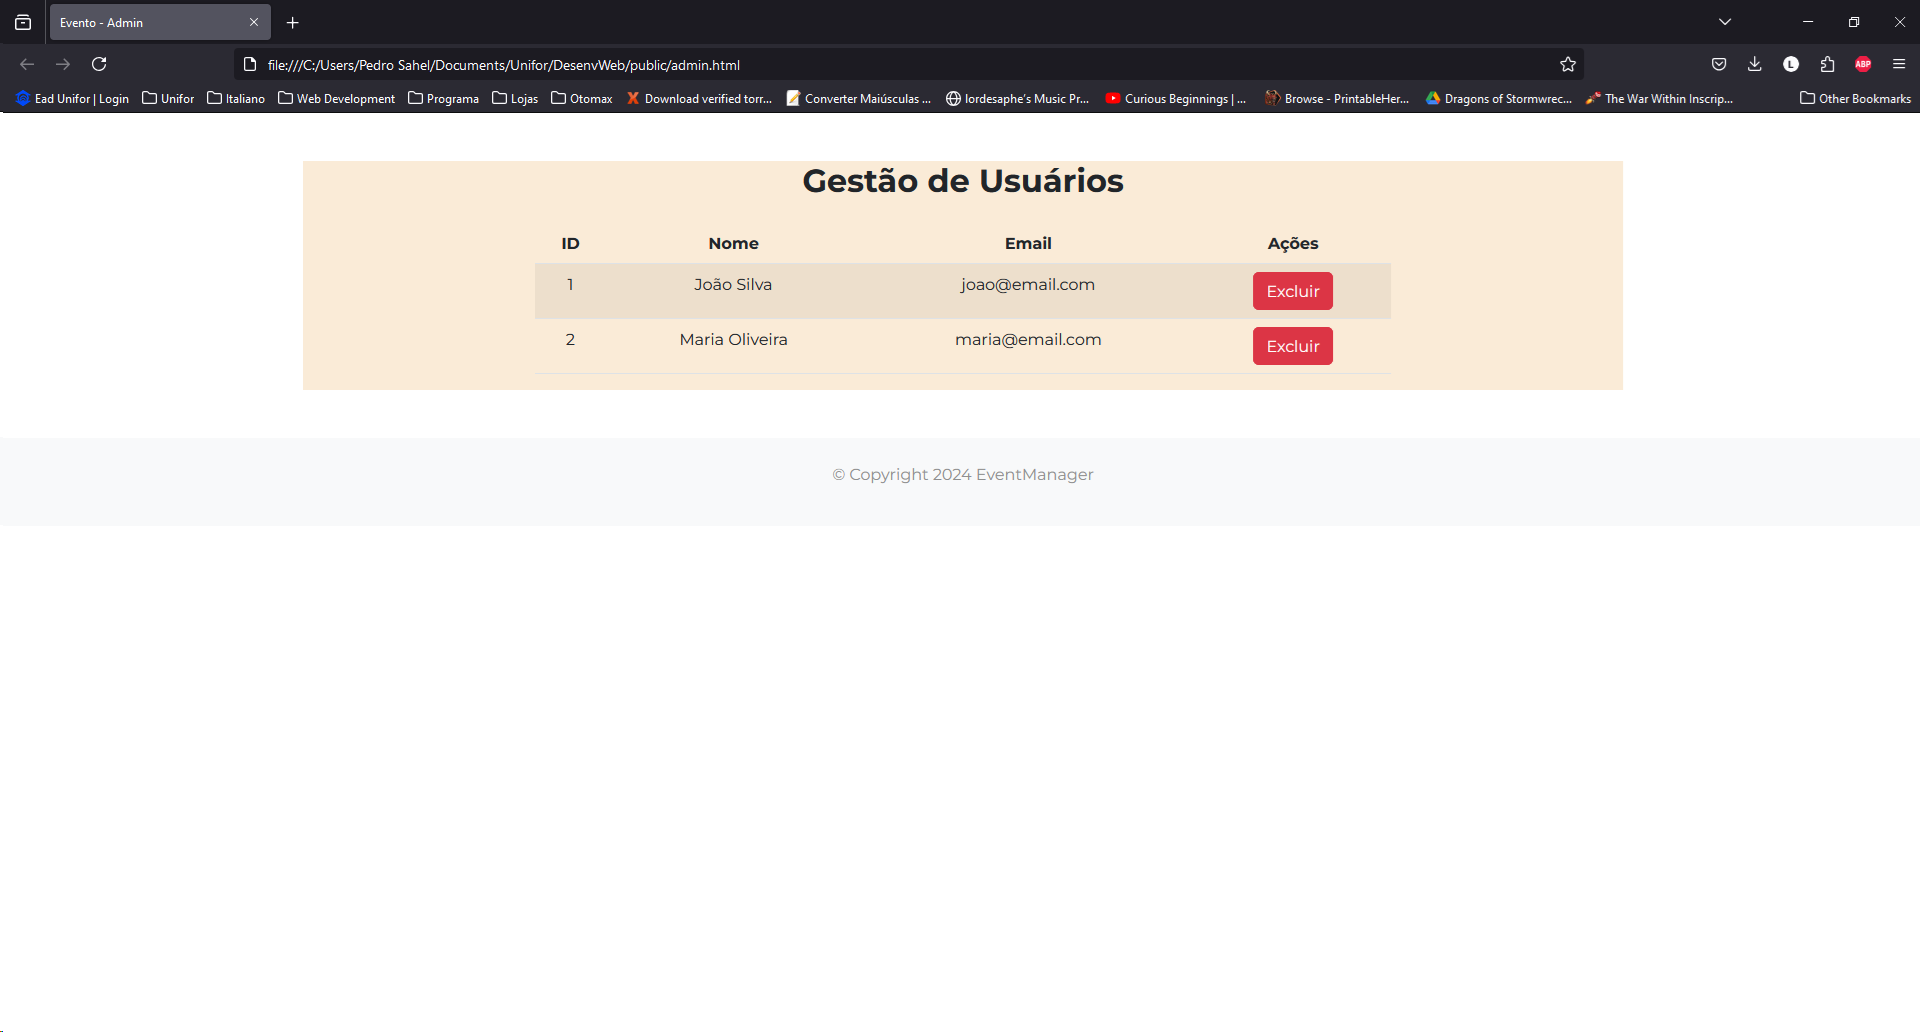 Evento - Admin
file:///C:/Users/Pedro Sahel/Documents/Unifor/DesenvWeb/public/admin.html
L ABP
Ead Unifor | Login Unifor Italiano Web Development Programa Lojas Otomax Download verified torr... Converter Maiúsculas ... lordesaphe's Music Pr... Curious Beginnings | ... Browse - PrintableHer... Dragons of Stormwrec... The War Within Inscrip... Other Bookmarks
Gestão de Usuários
ID Nome Email Ações
1 João Silva joao@email.com Excluir
2 Maria Oliveira maria@email.com Excluir
© Copyright 2024 EventManager